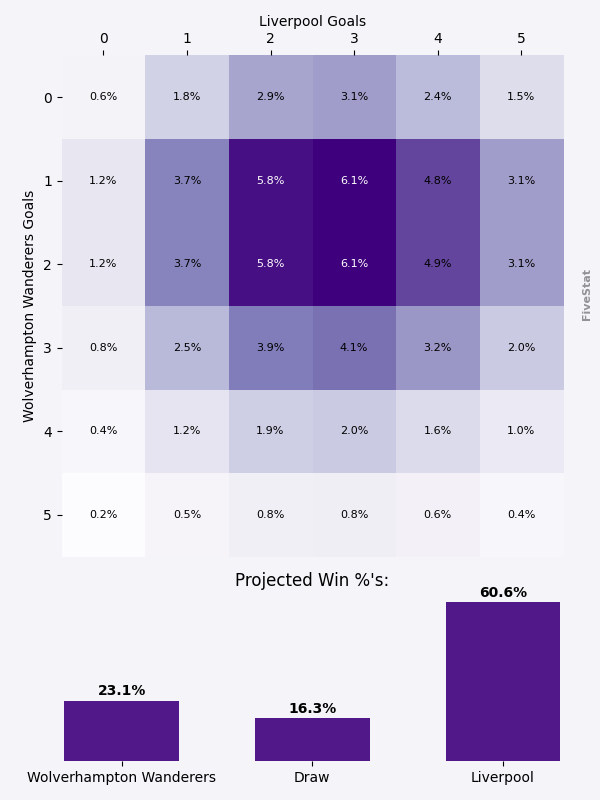 Liverpool Goals
0 1 2 3 4 5
0 0.6% 1.8% 2.9% 3.1% 2.4% 1.5%
1 1.2% 3.7% 5.8% 6.1% 4.8% 3.1%
2 1.2% 3.7% 5.8% 6.1% 4.9% 3.1%
3 0.8% 2.5% 3.9% 4.1% 3.2% 2.0%
4 0.4% 1.2% 1.9% 2.0% 1.6% 1.0%
5 0.2% 0.5% 0.8% 0.8% 0.6% 0.4%
Wolverhampton Wanderers Goals
FiveStat
Projected Win %'s:
23.1% 16.3% 60.6%
Wolverhampton Wanderers Draw Liverpool